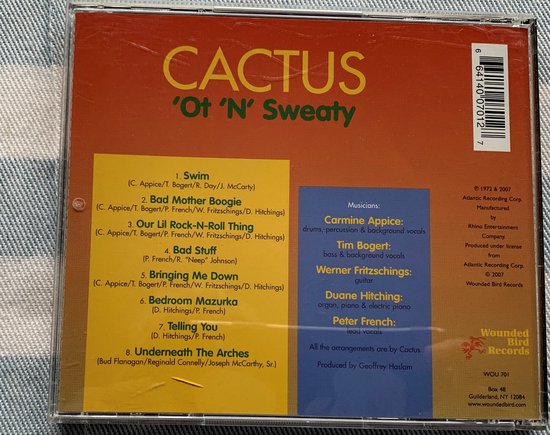 CACTUS
'Ot 'N' Sweaty
1. Swim
(C. Appice/T. Bogert/R. Day/J. McCarty)
2. Bad Mother Boogie
(C. Appice/T. Bogert/P. French/W. Fritzschings/D. Hitchings)
3. Our Lil Rock-N-Roll Thing
(C. Appice/T. Bogert/P. French/W. Fritzschings/D. Hitchings)
4. Bad Stuff
(P. French/R. "Neep" Johnson)
5. Bringing Me Down
(C. Appice/T. Bogert/P. French/W. Fritzschings/D. Hitchings)
6. Bedroom Mazurka
(D. Hitchings/P. French)
7. Telling You
(D. Hitchings/P. French)
8. Underneath The Arches
(Bud Flanagan/Reginald Connelly/Joseph McCarthy, Sr.)
Musicians:
Carmine Appice:
drums, percussion & background vocals
Tim Bogert:
bass & background vocals
Werner Fritzschings:
guitar
Duane Hitching:
organ, piano & electric piano
Peter French:
lead vocals
All the arrangements are by Cactus
Produced by Geoffrey Haslam
6 64140 07012 7
© 1972 & 2007
Atlantic Recording Corp.
Manufactured
by
Rhino Entertainment
Company
Produced under license
from
Atlantic Recording Corp.
© 2007
Wounded Bird Records
Wounded
Bird
Records
WOU 701
Box 48
Guilderland, NY 12084
www.woundedbird.com